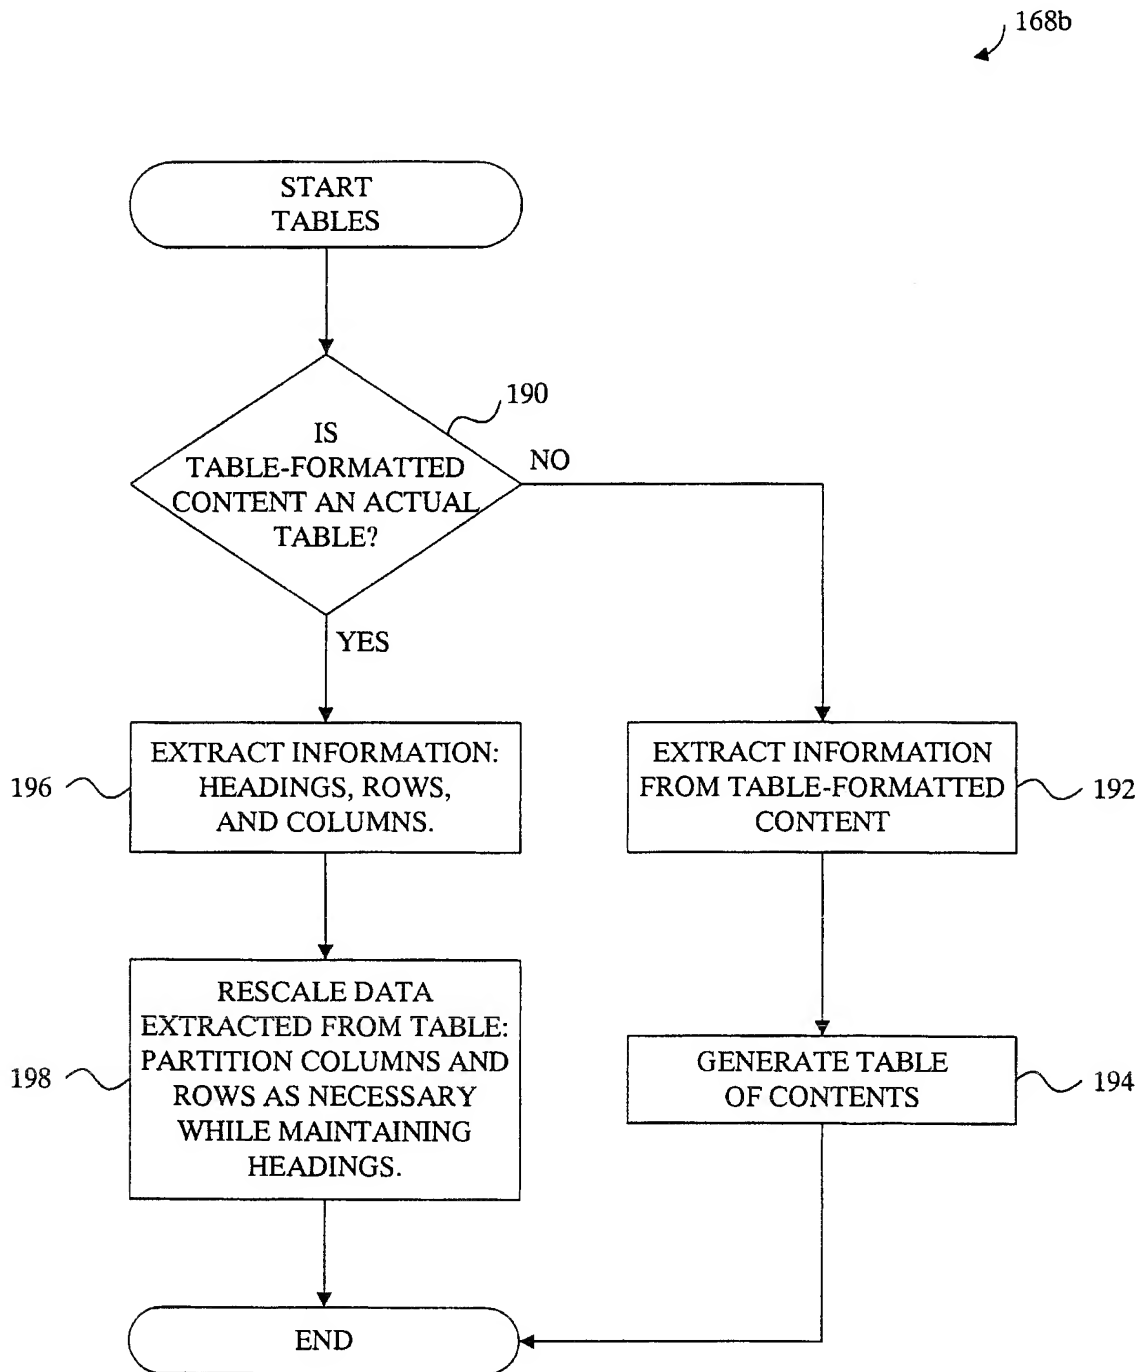 168b
START
TABLES
190
IS
TABLE-FORMATTED
CONTENT AN ACTUAL
TABLE?
NO
YES
EXTRACT INFORMATION:
HEADINGS, ROWS,
AND COLUMNS.
196
EXTRACT INFORMATION
FROM TABLE-FORMATTED
CONTENT
192
RESCALE DATA
EXTRACTED FROM TABLE:
PARTITION COLUMNS AND
ROWS AS NECESSARY
WHILE MAINTAINING
HEADINGS.
198
GENERATE TABLE
OF CONTENTS
194
END